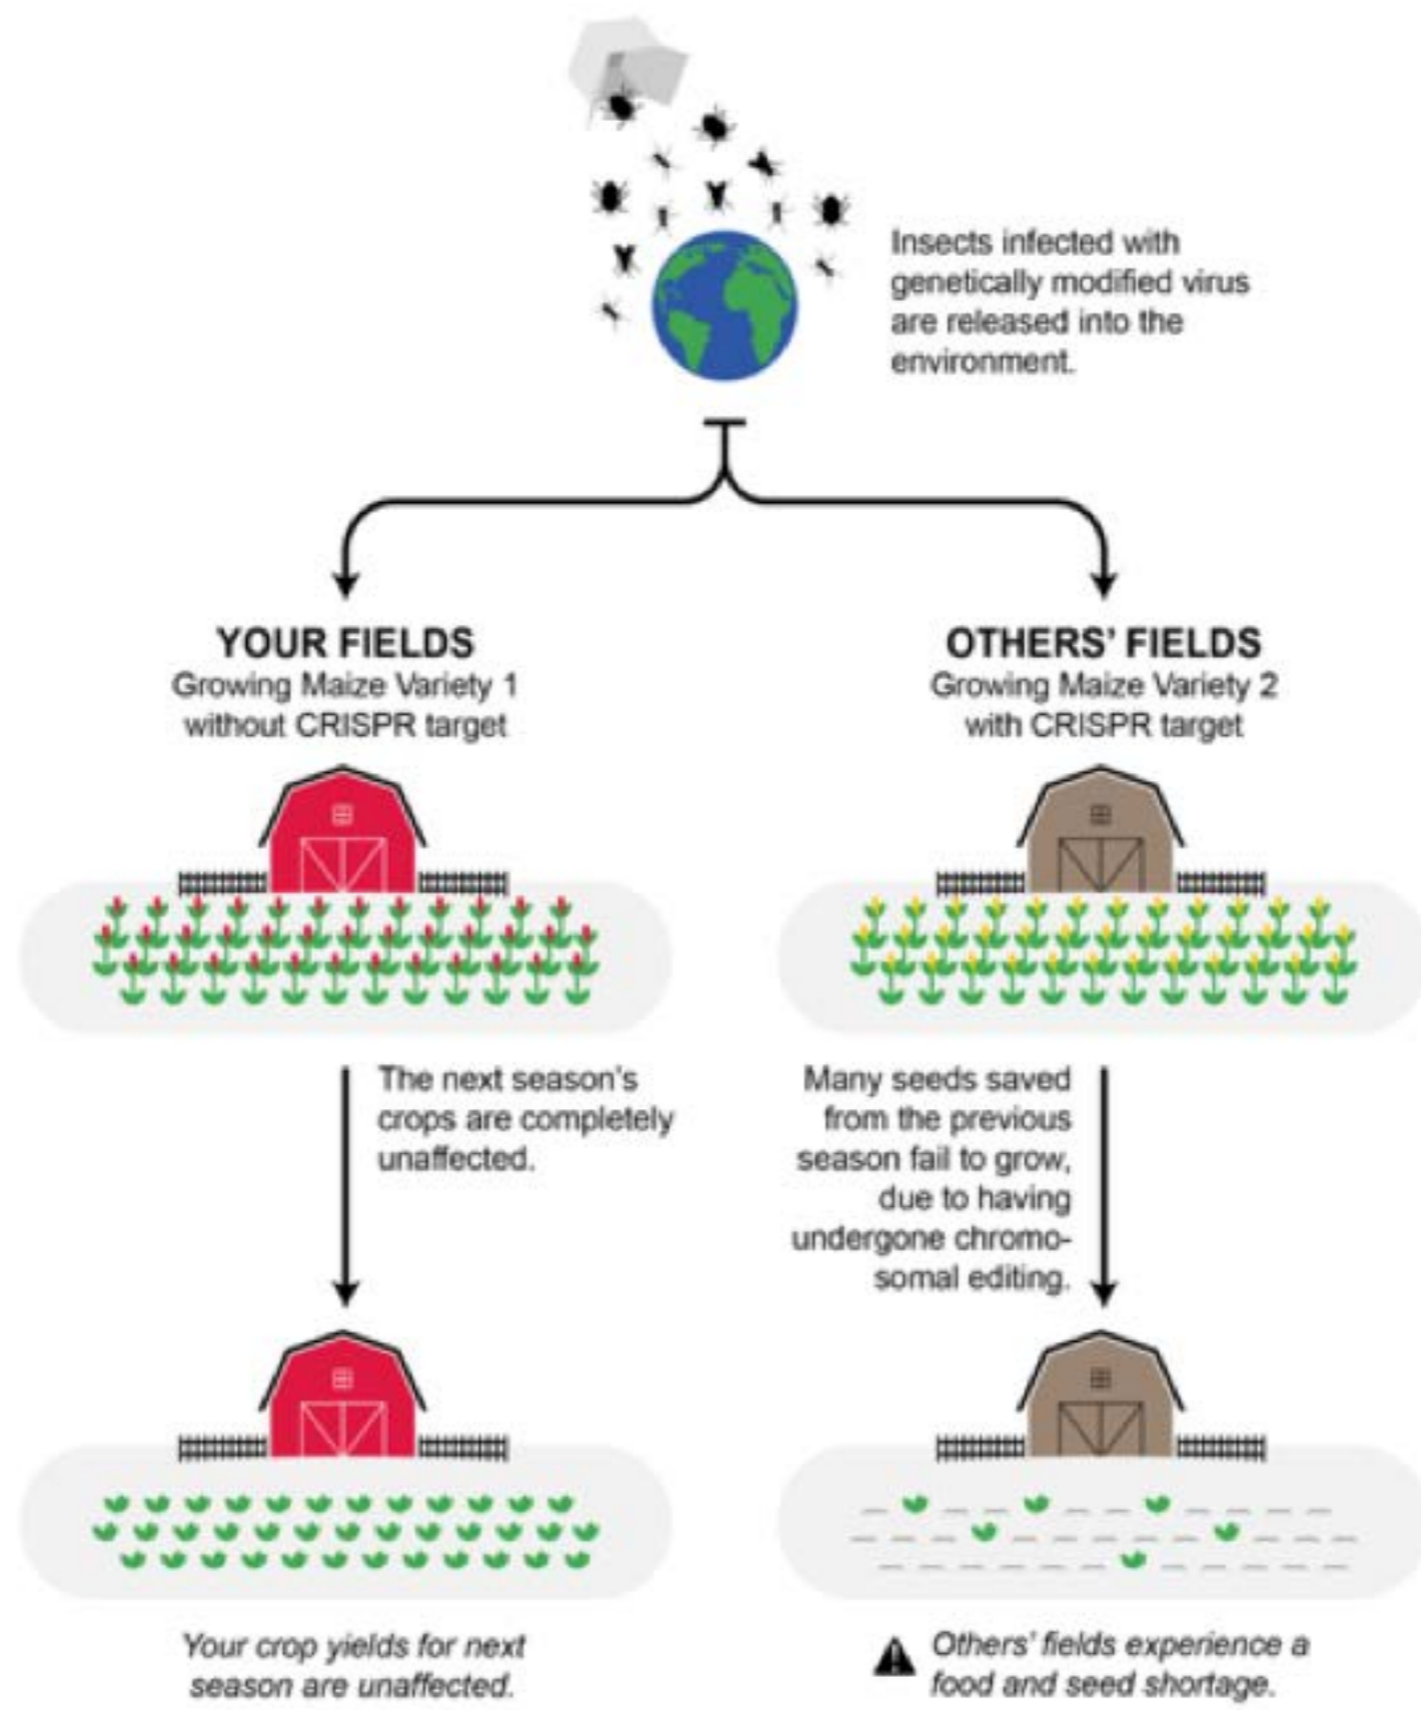 Insects infected with
genetically modified virus
are released into the
environment.
YOUR FIELDS
Growing Maize Variety 1
without CRISPR target
OTHERS' FIELDS
Growing Maize Variety 2
with CRISPR target
The next season's
crops are completely
unaffected.
Many seeds saved
from the previous
season fail to grow,
due to having
undergone chromo-
somal editing.
Your crop yields for next
season are unaffected.
Others' fields experience a
food and seed shortage.